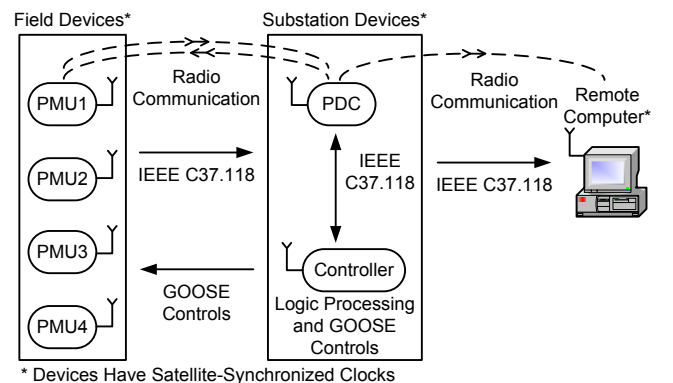 Field Devices*
Substation Devices*
PMU1
PMU2
PMU3
PMU4
Radio
Communication
IEEE C37.118
GOOSE
Controls
PDC
IEEE
C37.118
Controller
Logic Processing
and GOOSE
Controls
Radio
Communication
IEEE C37.118
Remote
Computer*
* Devices Have Satellite-Synchronized Clocks